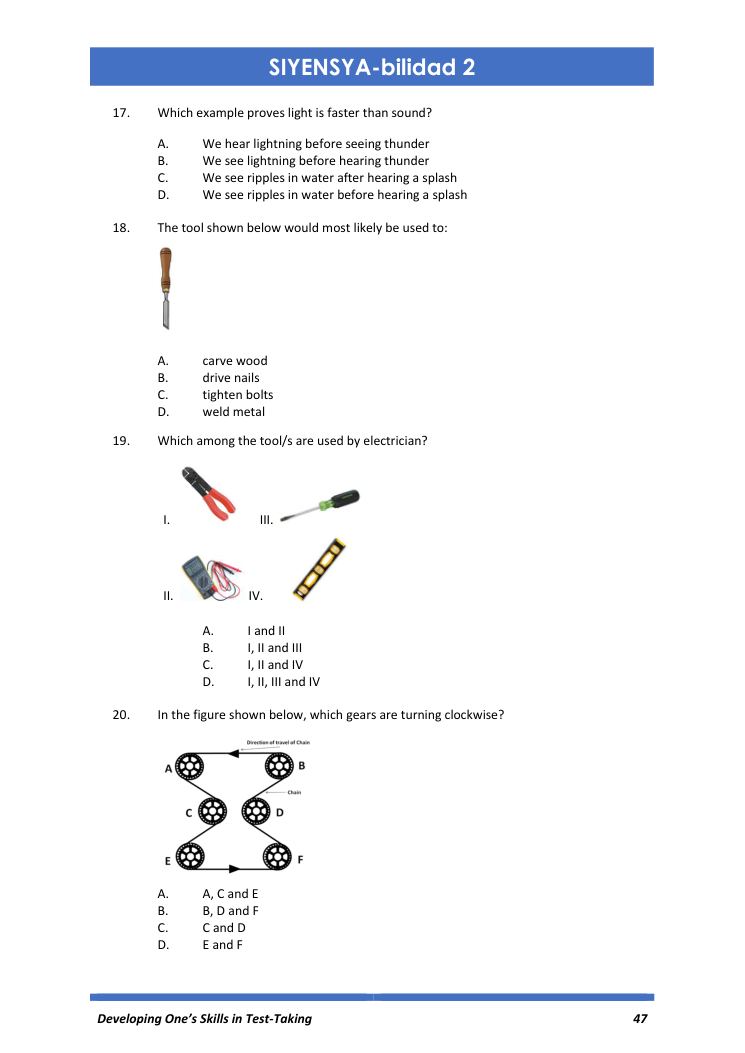 SIYENSYA-bilidad 2
17. Which example proves light is faster than sound?
A. We hear lightning before seeing thunder
B. We see lightning before hearing thunder
C. We see ripples in water after hearing a splash
D. We see ripples in water before hearing a splash
18. The tool shown below would most likely be used to:
A. carve wood
B. drive nails
C. tighten bolts
D. weld metal
19. Which among the tool/s are used by electrician?
I. III.
II. IV.
A. I and II
B. I, II and III
C. I, II and IV
D. I, II, III and IV
20. In the figure shown below, which gears are turning clockwise?
Direction of travel of Chain
A B
Chain
C D
E F
A. A, C and E
B. B, D and F
C. C and D
D. E and F
Developing One's Skills in Test-Taking 47